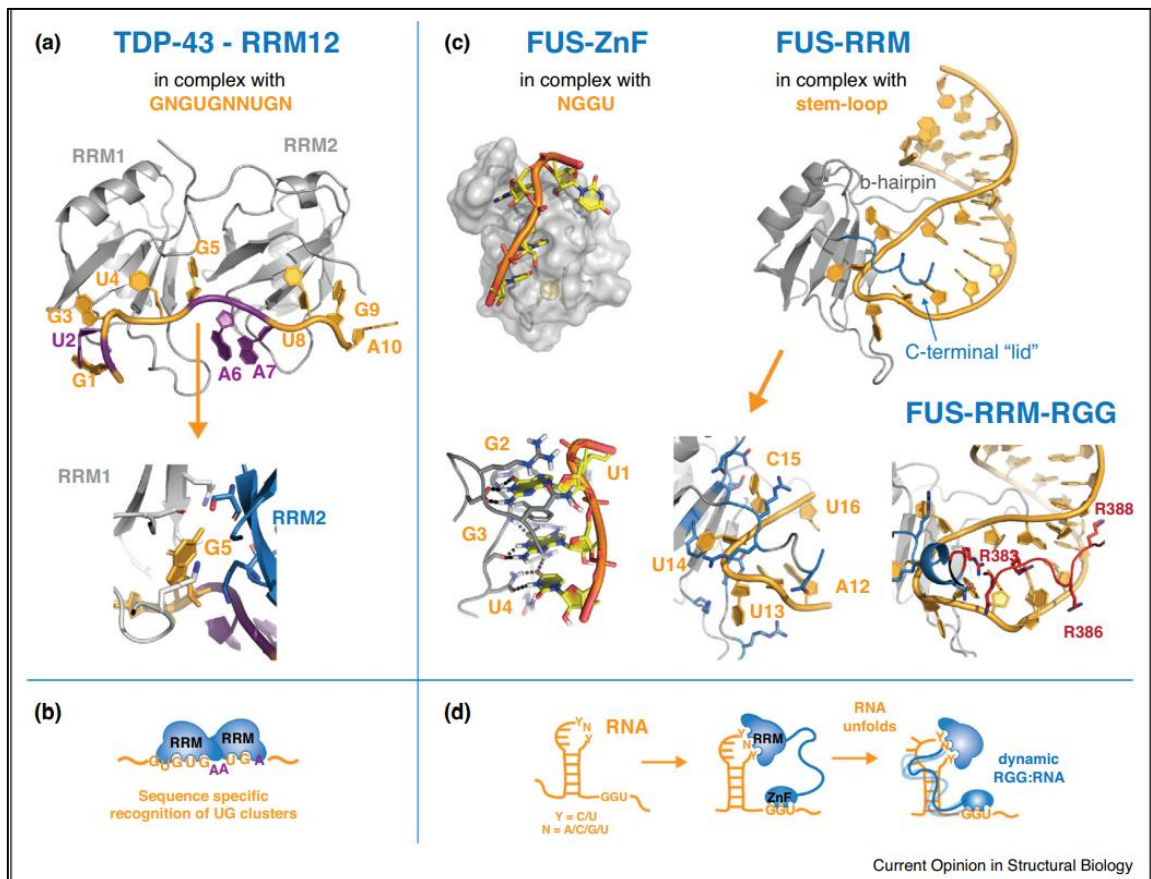 (a)
TDP-43 - RRM12
in complex with
GNGUGNNUGN
RRM1
RRM2
G5
U4
G3
U2
G1
A6
A7
U8
G9
A10
RRM1
RRM2
G5
(b)
RRM RRM
GUGUGAAUGA
Sequence specific
recognition of UG clusters
(c)
FUS-ZnF
in complex with
NGGU
FUS-RRM
in complex with
stem-loop
b-hairpin
C-terminal “lid”
G2
U1
G3
U4
C15
U16
U14
A12
U13
FUS-RRM-RGG
R388
R383
R386
(d)
YNY
RNA
GGU
Y = C/U
N = A/C/G/U
RRM
YNY
ZnF
GGU
RNA
unfolds
YNY
dynamic
RGG:RNA
GGU
Current Opinion in Structural Biology